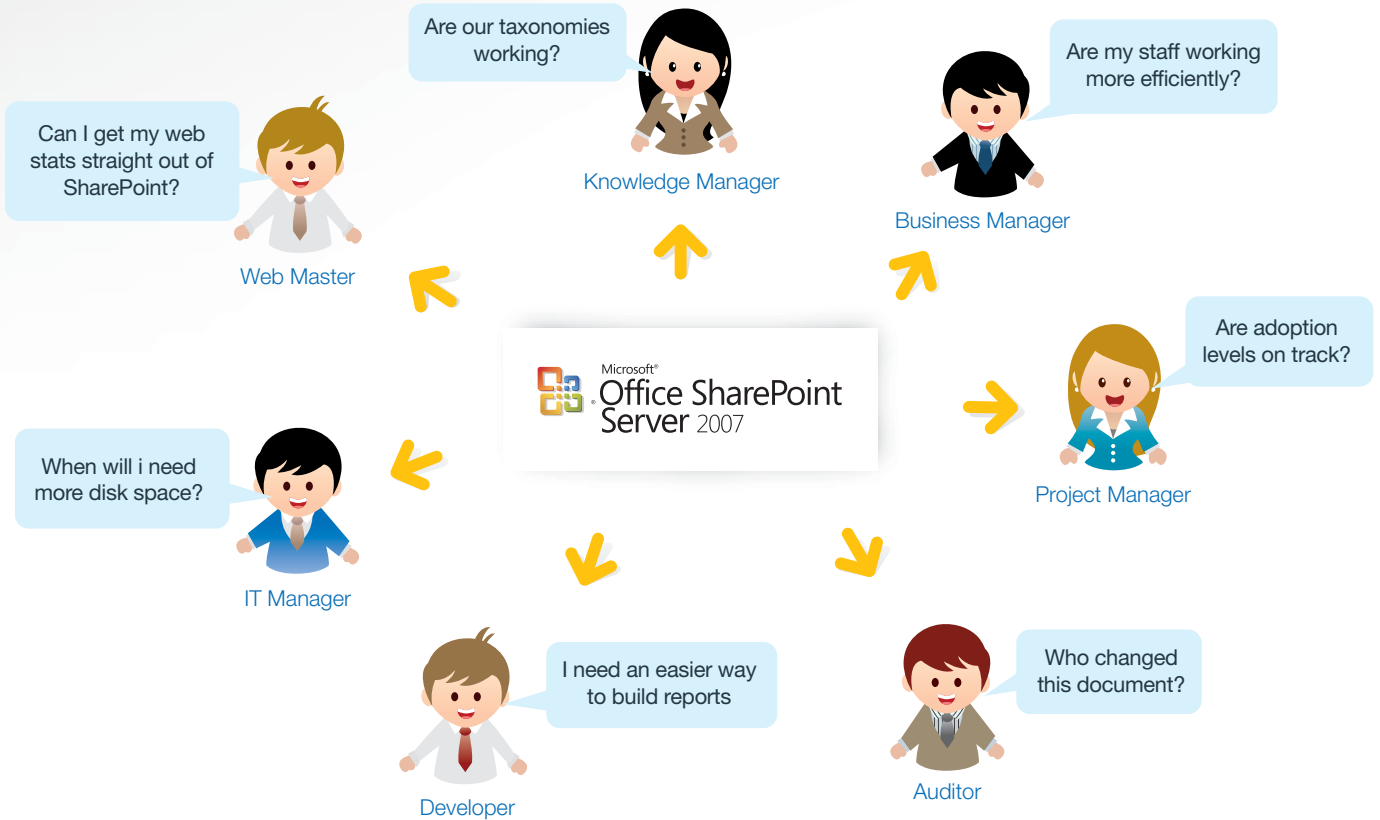 Are our taxonomies
working?
Knowledge Manager
Are my staff working
more efficiently?
Business Manager
Can I get my web
stats straight out of
SharePoint?
Web Master
Microsoft®
Office SharePoint
Server 2007
®
Are adoption
levels on track?
Project Manager
When will i need
more disk space?
IT Manager
I need an easier way
to build reports
Developer
Who changed
this document?
Auditor